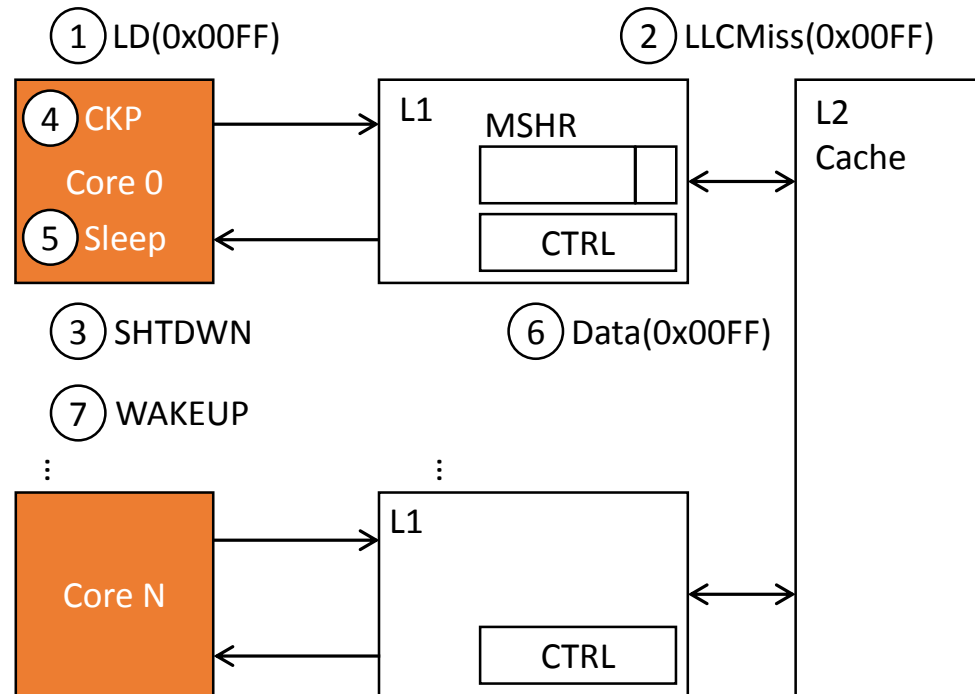 1 LD(0x00FF)
2 LLCMiss(0x00FF)
4 CKP
Core 0
5 Sleep
L1
MSHR
CTRL
L2
Cache
3 SHTDWN
6 Data(0x00FF)
7 WAKEUP
...
...
Core N
L1
CTRL